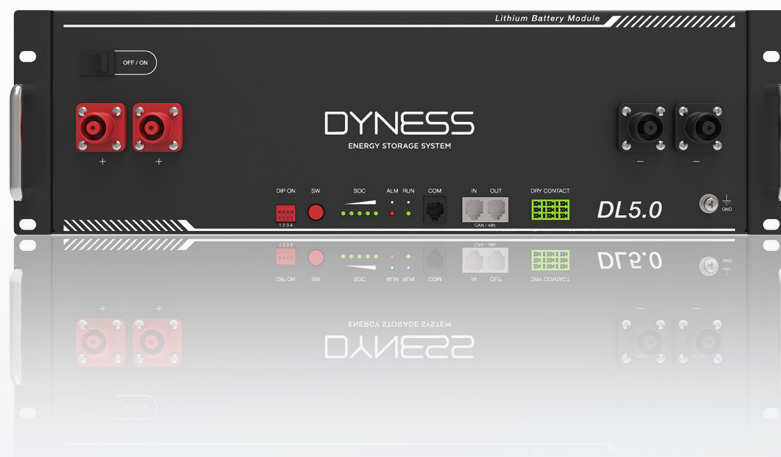 Lithium Battery Module
OFF / ON
DYNESS
ENERGY STORAGE SYSTEM
+ + − −
DIP ON SW SOC ALM RUN COM IN OUT DRY CONTACT
DL5.0
GND
1 2 3 4
CAN / 485